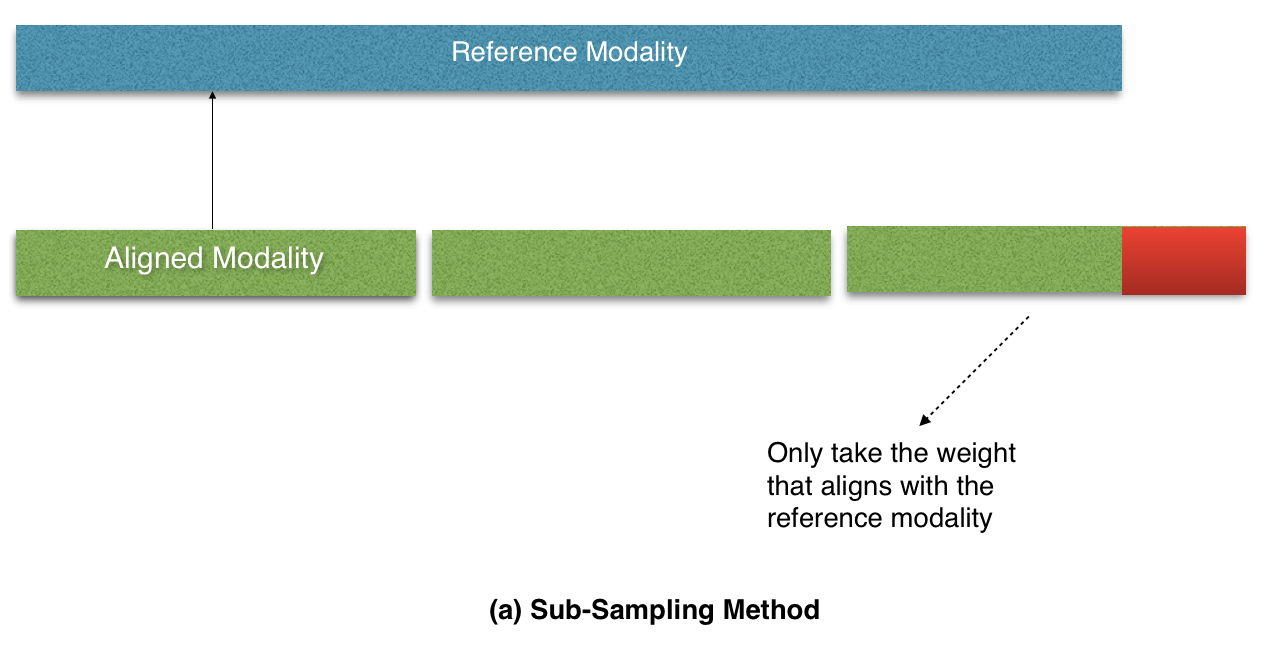 Reference Modality
Aligned Modality
Only take the weight
that aligns with the
reference modality
(a) Sub-Sampling Method